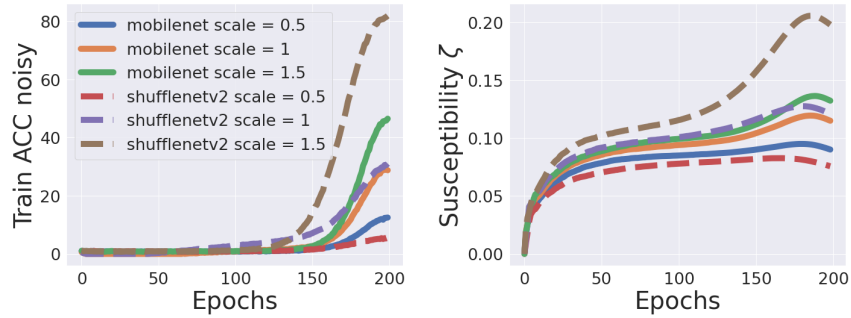 Train ACC noisy
80
60
40
20
0
mobilenet scale = 0.5
mobilenet scale = 1
mobilenet scale = 1.5
shufflenetv2 scale = 0.5
shufflenetv2 scale = 1
shufflenetv2 scale = 1.5
0 50 100 150 200
Epochs
Susceptibility ζ
0.20
0.15
0.10
0.05
0.00
0 50 100 150 200
Epochs